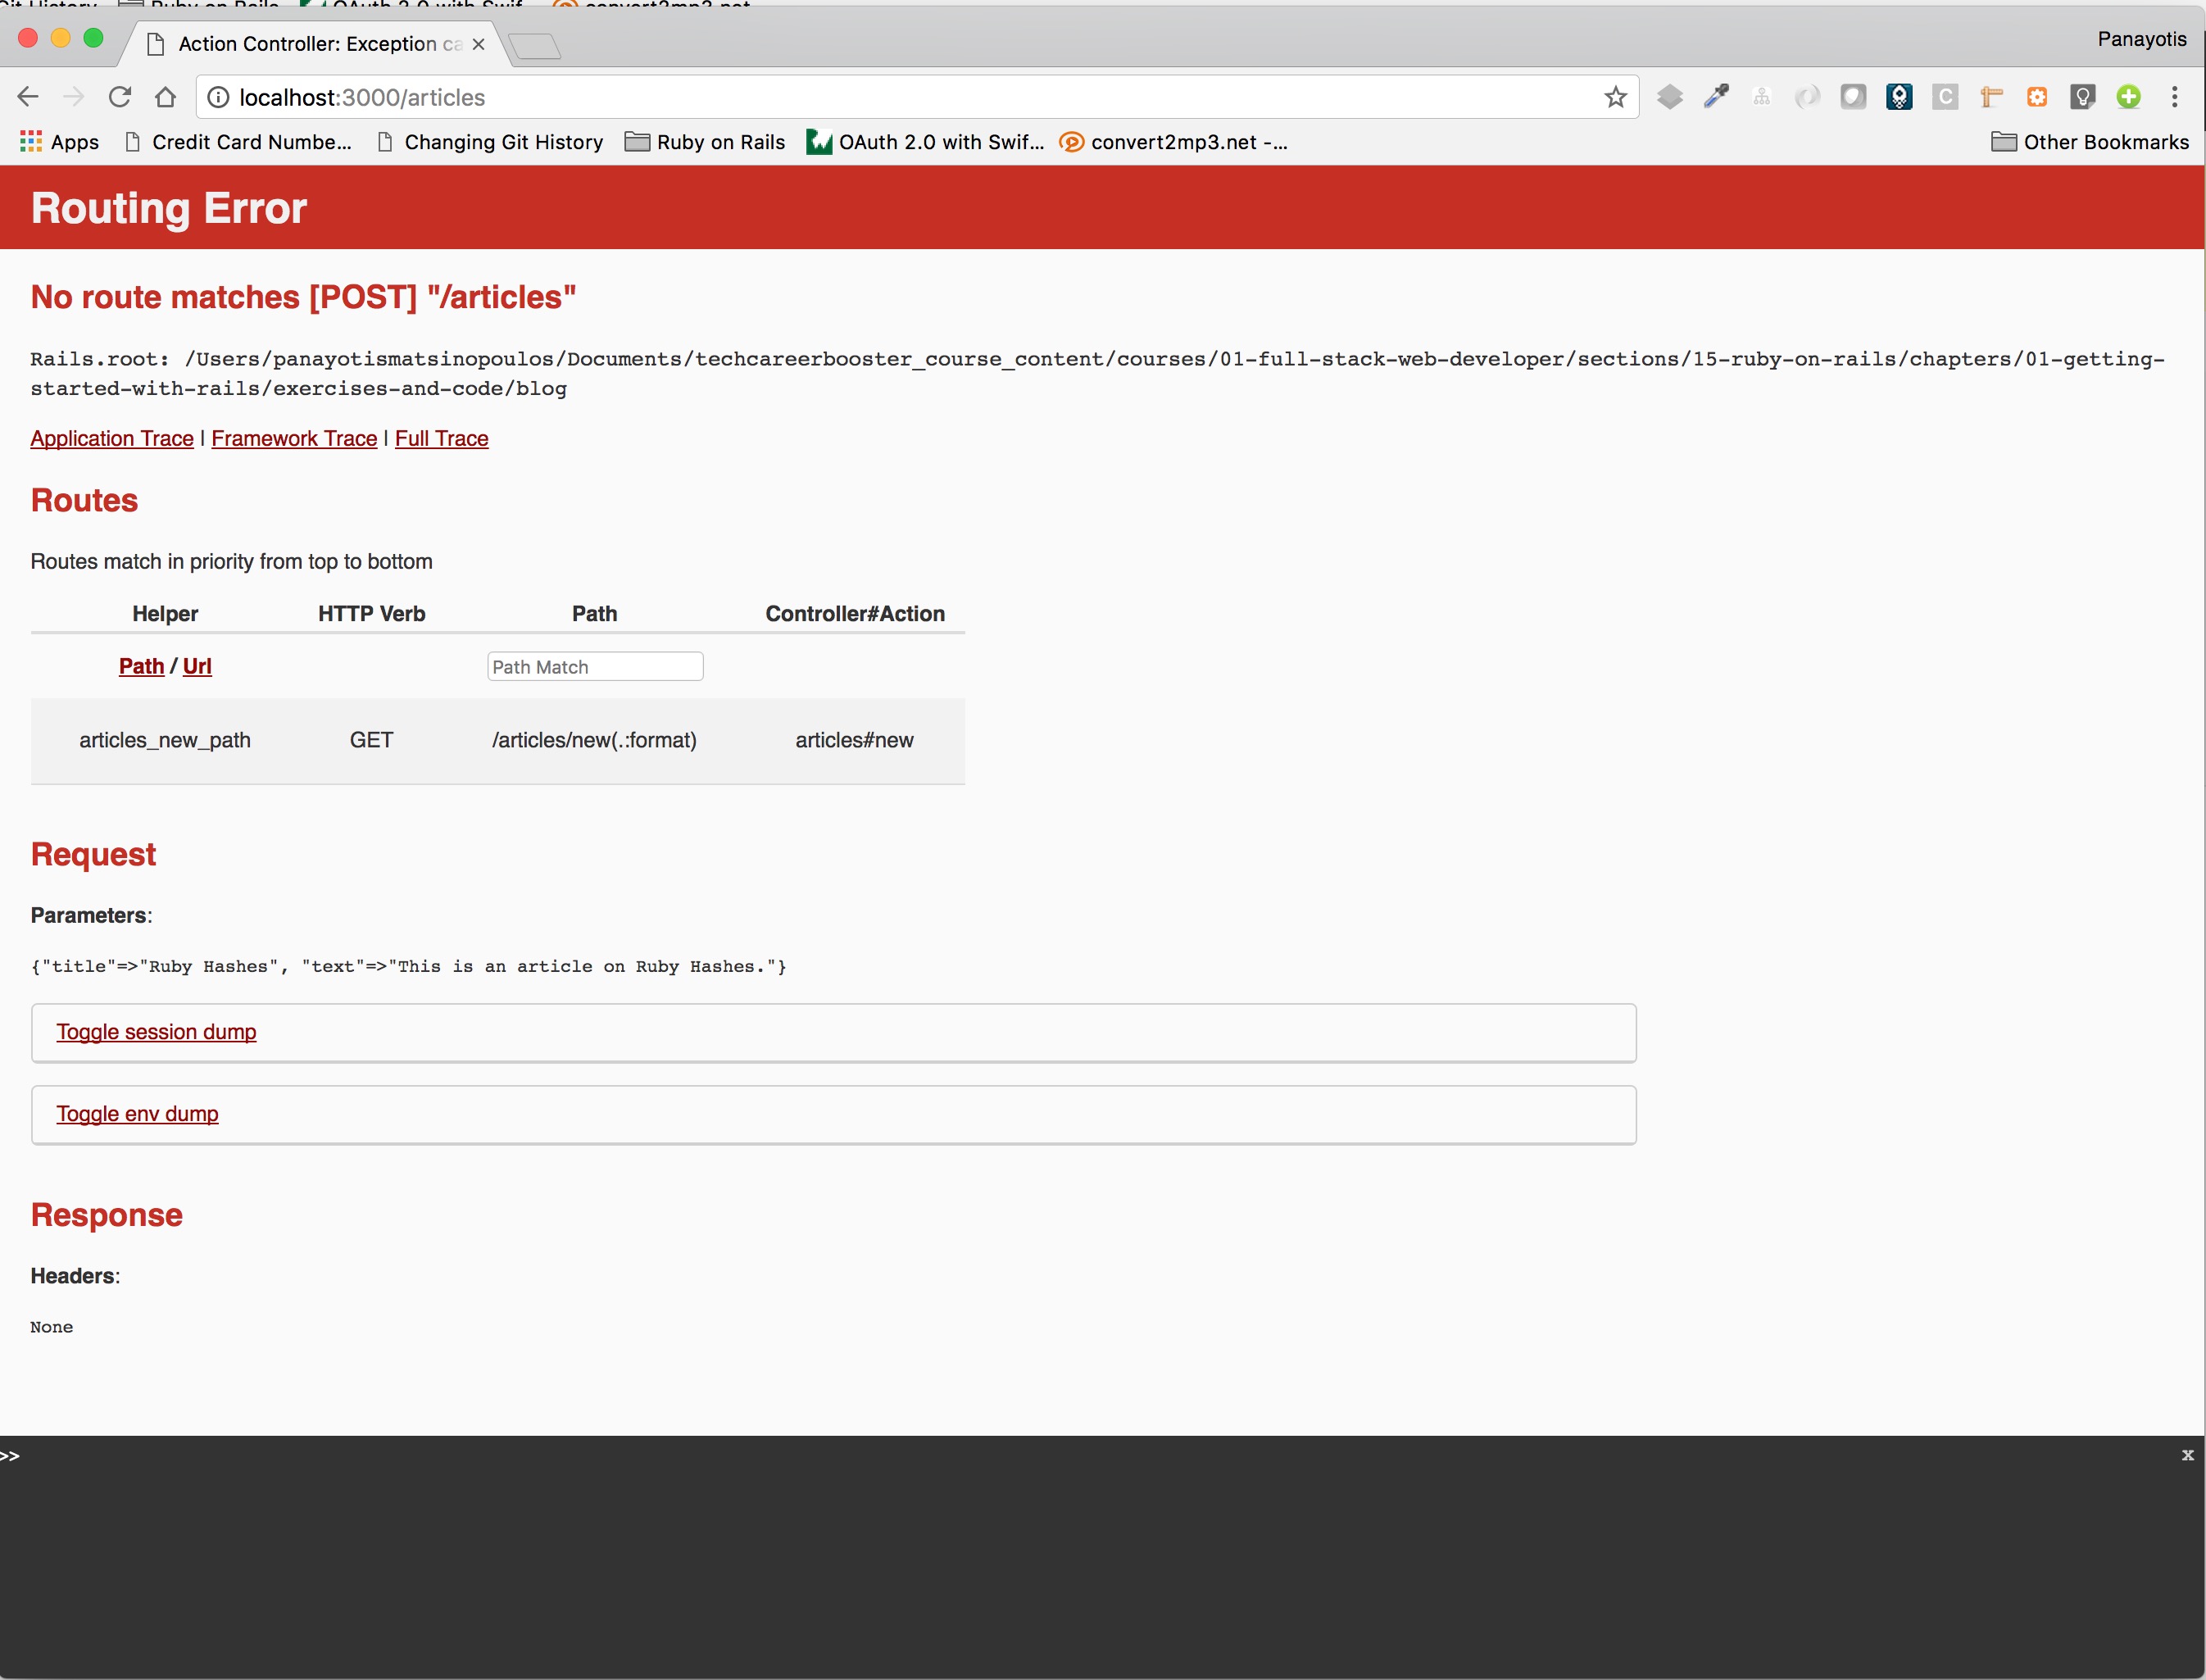 Action Controller: Exception ca
Panayotis
localhost:3000/articles
Apps
Credit Card Numbe...
Changing Git History
Ruby on Rails
OAuth 2.0 with Swif...
convert2mp3.net -...
Other Bookmarks
Routing Error
No route matches [POST] "/articles"
Rails.root: /Users/panayotismatsinopoulos/Documents/techcareerbooster_course_content/courses/01-full-stack-web-developer/sections/15-ruby-on-rails/chapters/01-getting-
started-with-rails/exercises-and-code/blog
Application Trace | Framework Trace | Full Trace
Routes
Routes match in priority from top to bottom
Helper HTTP Verb Path Controller#Action
Path / Url Path Match
articles_new_path GET /articles/new(.:format) articles#new
Request
Parameters:
{"title"=>"Ruby Hashes", "text"=>"This is an article on Ruby Hashes."}
Toggle session dump
Toggle env dump
Response
Headers:
None
>>
x